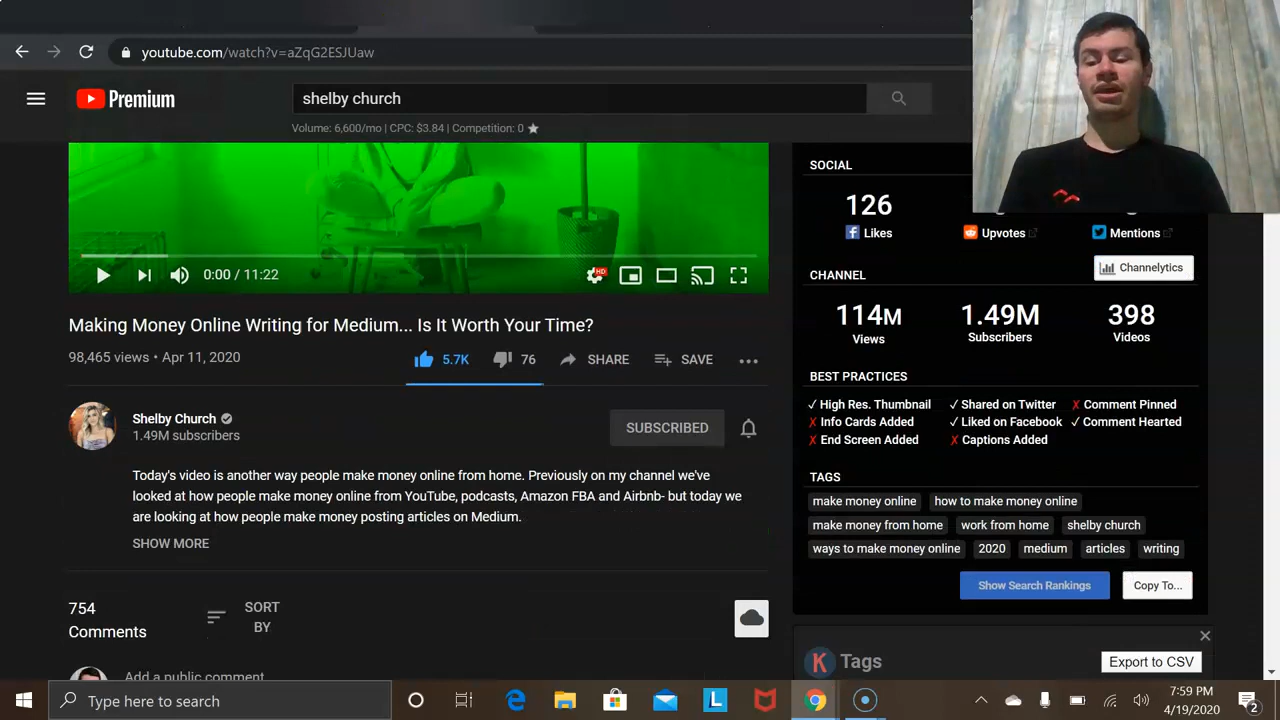 youtube.com/watch?v=aZqG2ESJUaw
Premium
shelby church
Volume: 6,600/mo | CPC: $3.84 | Competition: 0
0:00 / 11:22
HD
Making Money Online Writing for Medium... Is It Worth Your Time?
98,465 views • Apr 11, 2020
5.7K
76
SHARE
SAVE
Shelby Church
1.49M subscribers
SUBSCRIBED
Today's video is another way people make money online from home. Previously on my channel we've
looked at how people make money online from YouTube, podcasts, Amazon FBA and Airbnb- but today we
are looking at how people make money posting articles on Medium.
SHOW MORE
754
Comments
SORT
BY
Add a public comment
SOCIAL
126
Likes
Upvotes
Mentions
Channelytics
CHANNEL
114M
Views
1.49M
Subscribers
398
Videos
BEST PRACTICES
✓ High Res. Thumbnail ✓ Shared on Twitter ✗ Comment Pinned
✗ Info Cards Added ✓ Liked on Facebook ✓ Comment Hearted
✗ End Screen Added ✗ Captions Added
TAGS
make money online how to make money online
make money from home work from home shelby church
ways to make money online 2020 medium articles writing
Show Search Rankings
Copy To...
K Tags
Export to CSV
Type here to search
7:59 PM
4/19/2020
2